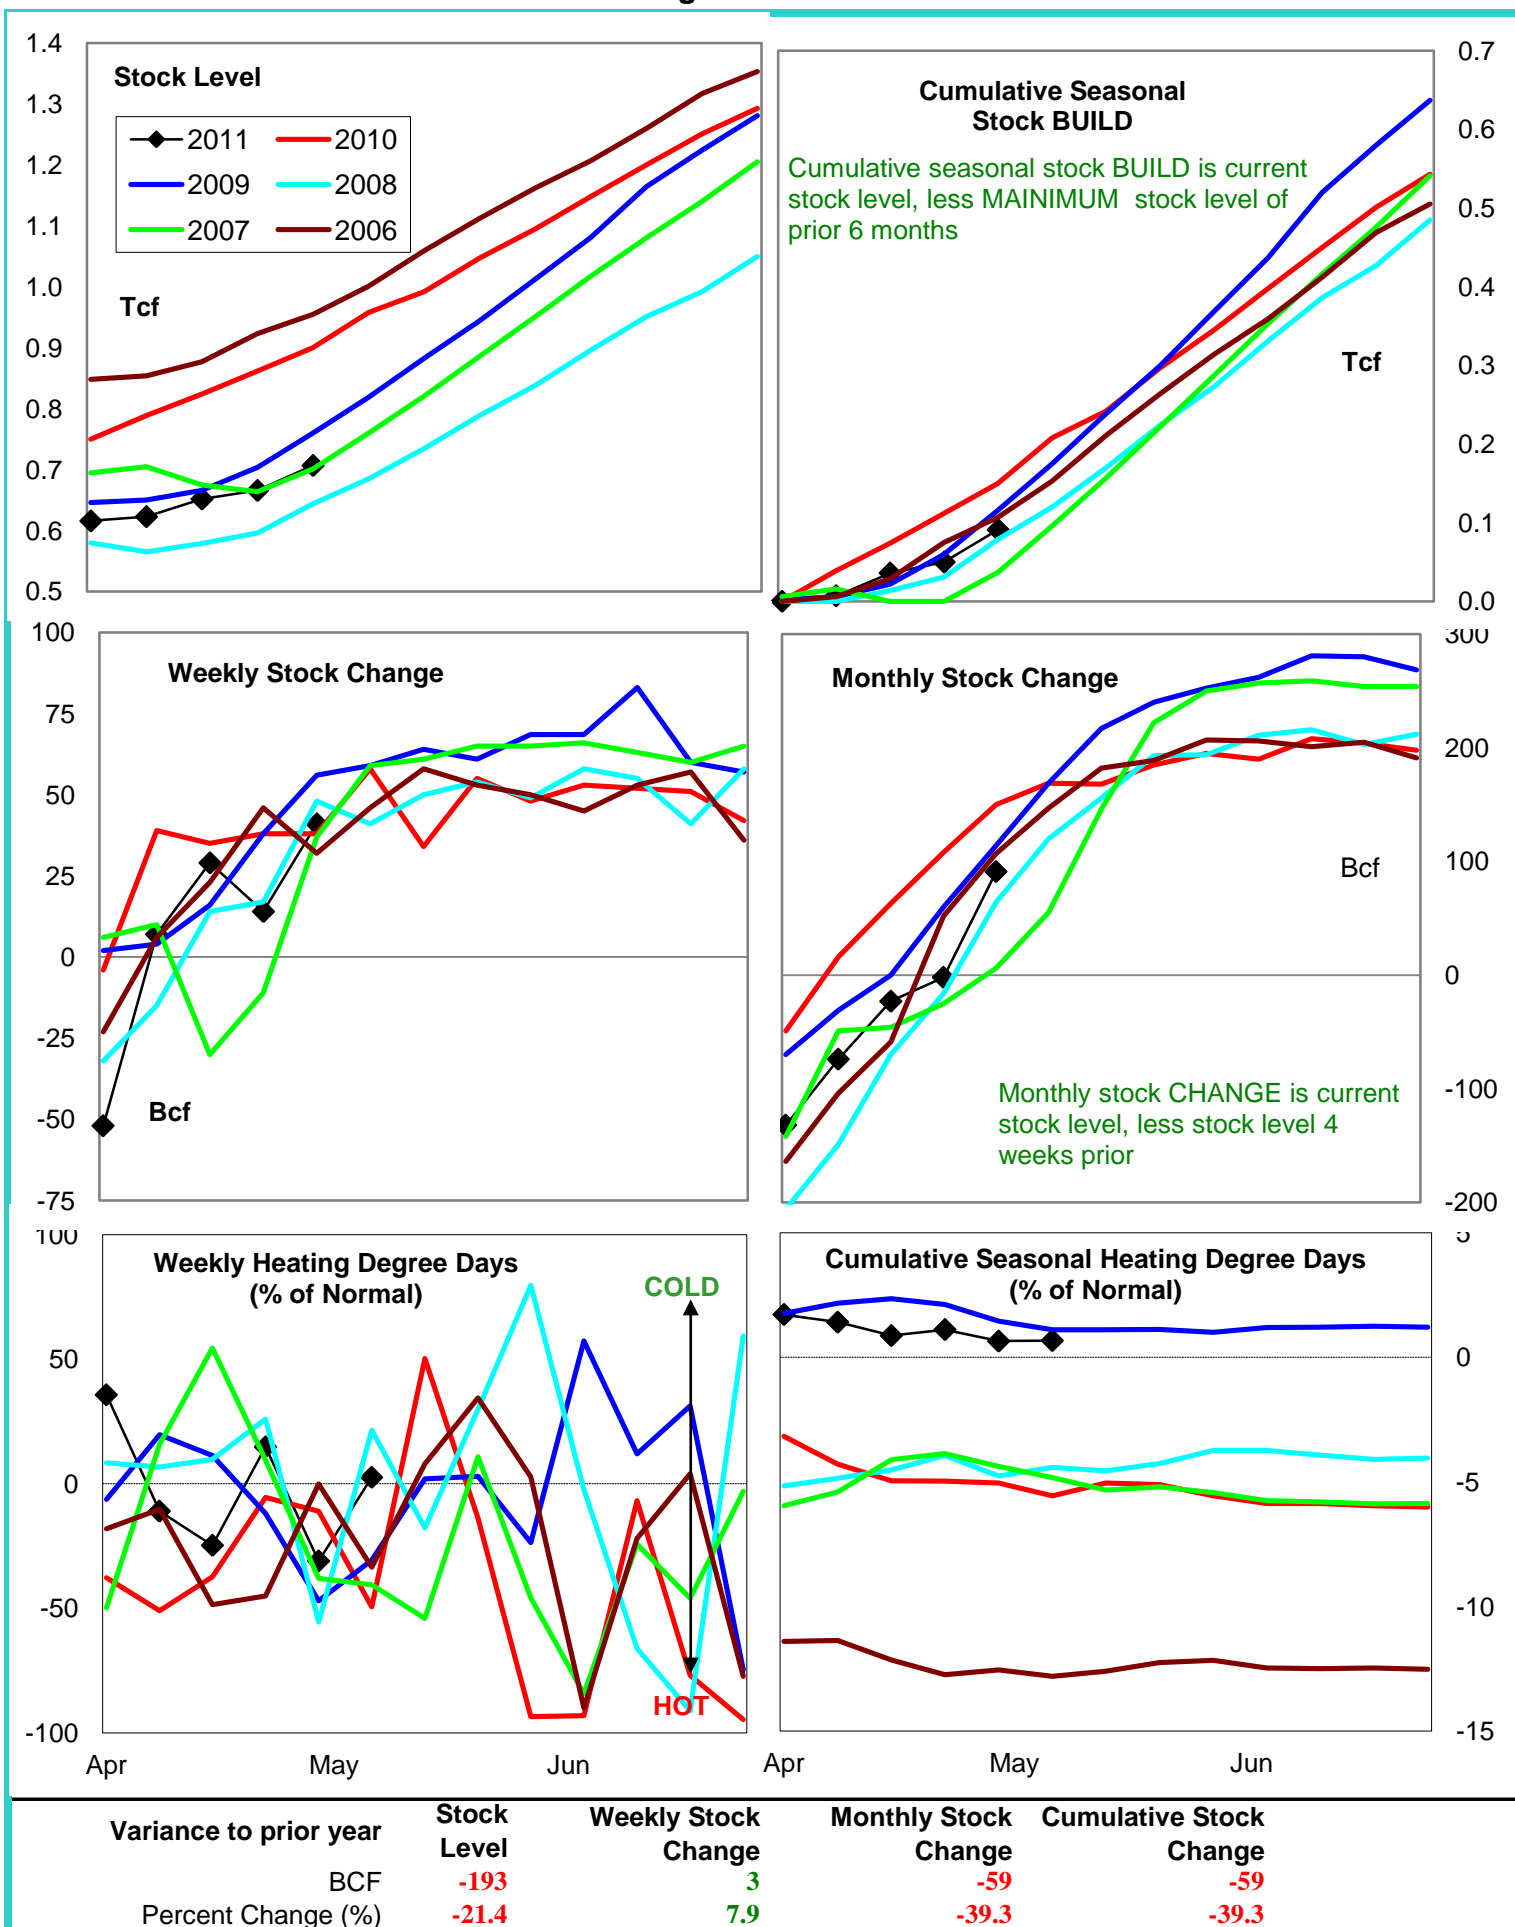 Stock Level
2011
2010
2009
2008
2007
2006
Tcf
1.4
1.3
1.2
1.1
1.0
0.9
0.8
0.7
0.6
0.5
Cumulative Seasonal
Stock BUILD
Cumulative seasonal stock BUILD is current
stock level, less MAINIMUM stock level of
prior 6 months
Tcf
0.7
0.6
0.5
0.4
0.3
0.2
0.1
0.0
Weekly Stock Change
Bcf
100
75
50
25
0
-25
-50
-75
Monthly Stock Change
Bcf
Monthly stock CHANGE is current
stock level, less stock level 4
weeks prior
300
200
100
0
-100
-200
Weekly Heating Degree Days
(% of Normal)
COLD
HOT
100
50
0
-50
-100
Apr
May
Jun
Cumulative Seasonal Heating Degree Days
(% of Normal)
5
0
-5
-10
-15
Apr
May
Jun
Variance to prior year
Stock
Level
Weekly Stock
Change
Monthly Stock
Change
Cumulative Stock
Change
BCF -193 3 -59 -59
Percent Change (%) -21.4 7.9 -39.3 -39.3